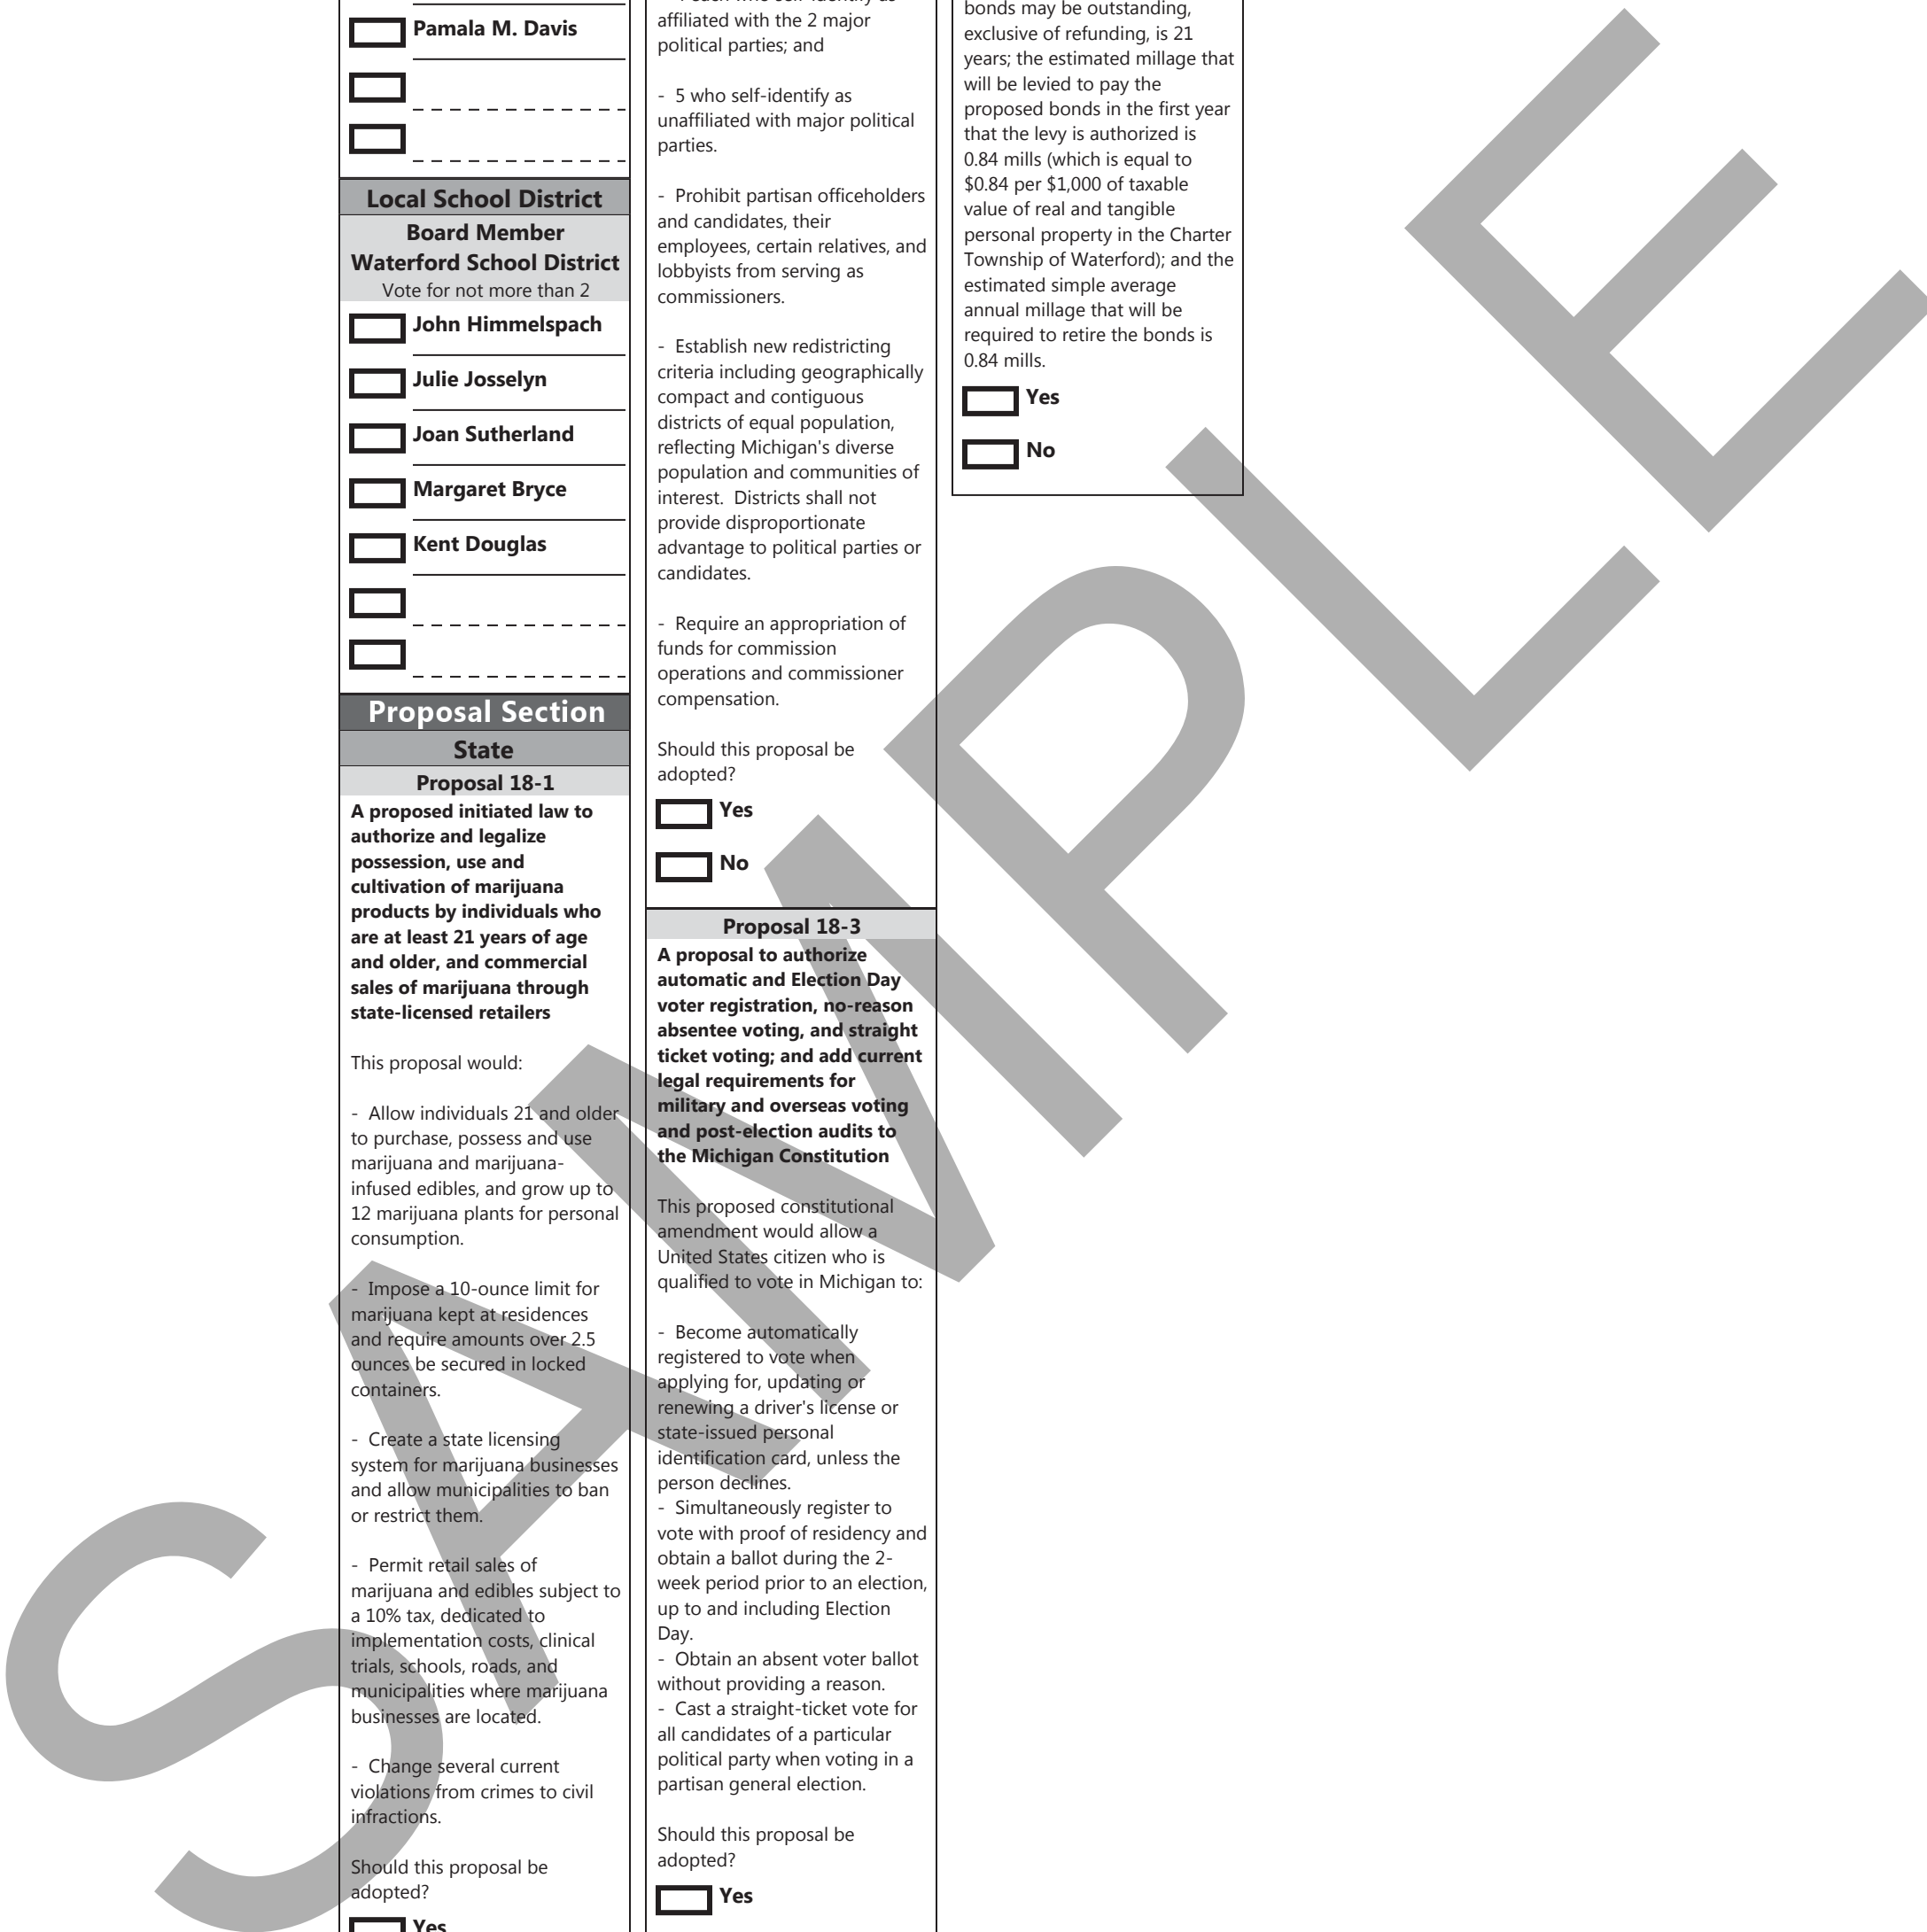 Pamala M. Davis
Local School District
Board Member
Waterford School District
Vote for not more than 2
John Himmelspach
Julie Josselyn
Joan Sutherland
Margaret Bryce
Kent Douglas
Proposal Section
State
Proposal 18-1
A proposed initiated law to
authorize and legalize
possession, use and
cultivation of marijuana
products by individuals who
are at least 21 years of age
and older, and commercial
sales of marijuana through
state-licensed retailers
This proposal would:
- Allow individuals 21 and older
to purchase, possess and use
marijuana and marijuana-
infused edibles, and grow up to
12 marijuana plants for personal
consumption.
- Impose a 10-ounce limit for
marijuana kept at residences
and require amounts over 2.5
ounces be secured in locked
containers.
- Create a state licensing
system for marijuana businesses
and allow municipalities to ban
or restrict them.
- Permit retail sales of
marijuana and edibles subject to
a 10% tax, dedicated to
implementation costs, clinical
trials, schools, roads, and
municipalities where marijuana
businesses are located.
- Change several current
violations from crimes to civil
infractions.
Should this proposal be
adopted?
Yes
affiliated with the 2 major
political parties; and
- 5 who self-identify as
unaffiliated with major political
parties.
- Prohibit partisan officeholders
and candidates, their
employees, certain relatives, and
lobbyists from serving as
commissioners.
- Establish new redistricting
criteria including geographically
compact and contiguous
districts of equal population,
reflecting Michigan's diverse
population and communities of
interest. Districts shall not
provide disproportionate
advantage to political parties or
candidates.
- Require an appropriation of
funds for commission
operations and commissioner
compensation.
Should this proposal be
adopted?
Yes
No
Proposal 18-3
A proposal to authorize
automatic and Election Day
voter registration, no-reason
absentee voting, and straight
ticket voting; and add current
legal requirements for
military and overseas voting
and post-election audits to
the Michigan Constitution
This proposed constitutional
amendment would allow a
United States citizen who is
qualified to vote in Michigan to:
- Become automatically
registered to vote when
applying for, updating or
renewing a driver's license or
state-issued personal
identification card, unless the
person declines.
- Simultaneously register to
vote with proof of residency and
obtain a ballot during the 2-
week period prior to an election,
up to and including Election
Day.
- Obtain an absent voter ballot
without providing a reason.
- Cast a straight-ticket vote for
all candidates of a particular
political party when voting in a
partisan general election.
Should this proposal be
adopted?
Yes
bonds may be outstanding,
exclusive of refunding, is 21
years; the estimated millage that
will be levied to pay the
proposed bonds in the first year
that the levy is authorized is
0.84 mills (which is equal to
$0.84 per $1,000 of taxable
value of real and tangible
personal property in the Charter
Township of Waterford); and the
estimated simple average
annual millage that will be
required to retire the bonds is
0.84 mills.
Yes
No
SAMPLE